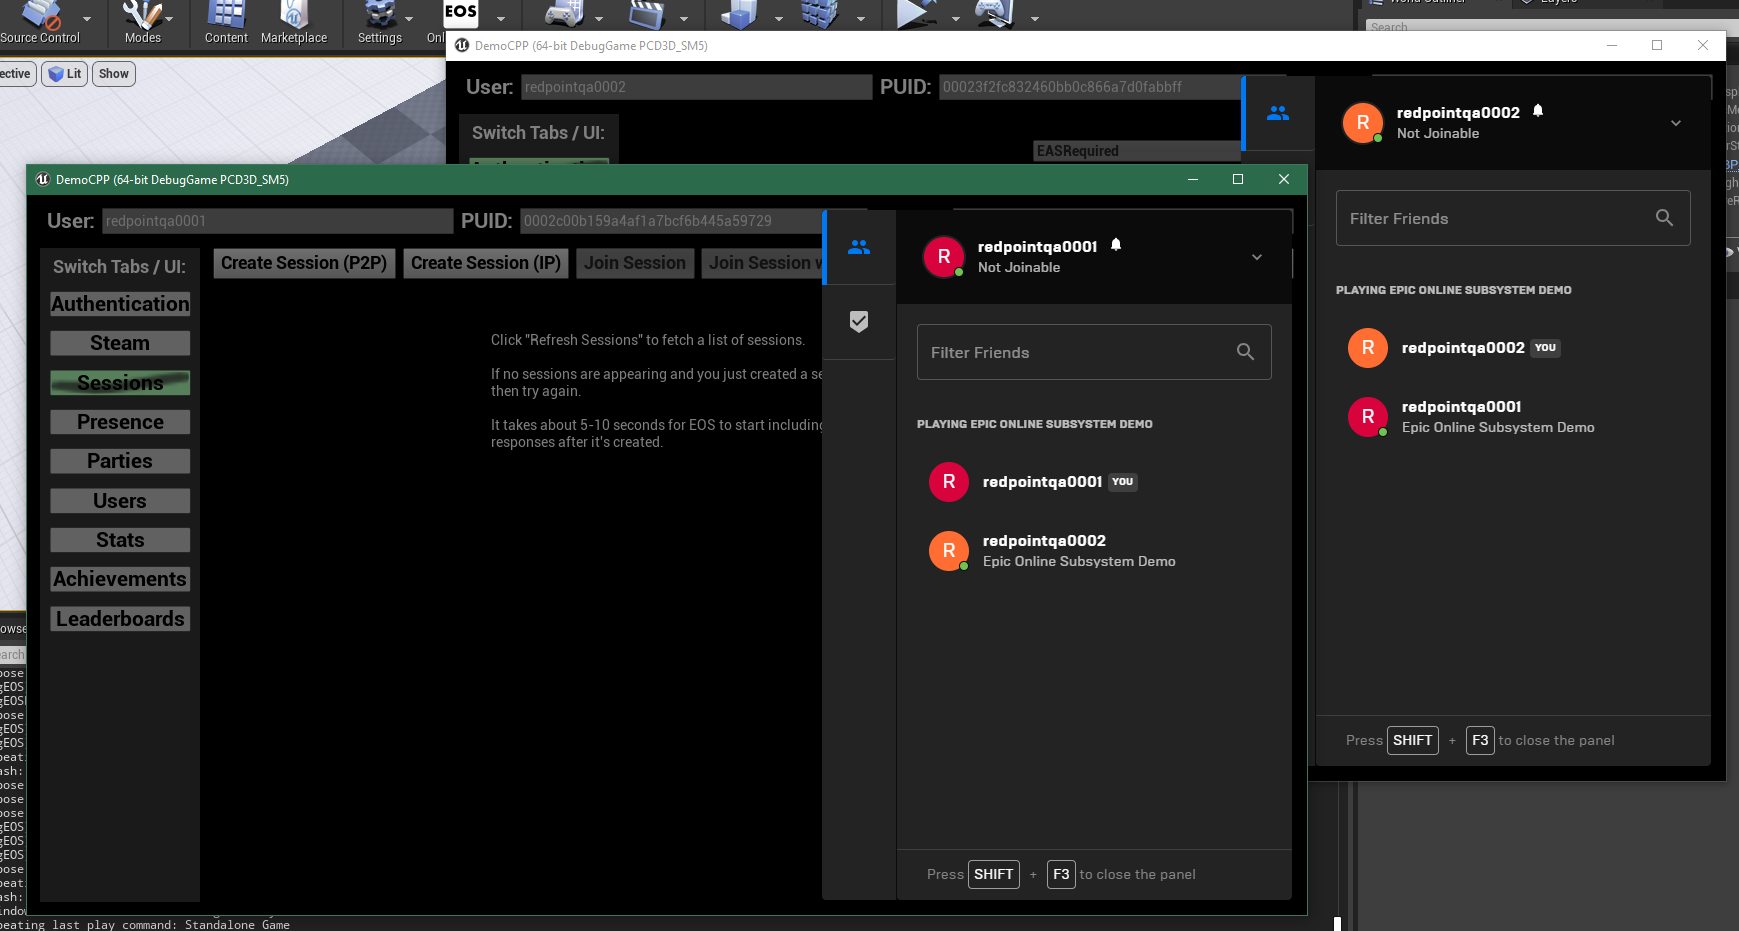 World Outliner
Layers
Source Control
Modes
Content
Marketplace
Settings
EOS
Search
ective
Lit
Show
DemoCPP (64-bit DebugGame PCD3D_SM5)
User:
redpointqa0002
PUID:
00023f2fc832460bb0c866a7d0fabbff
Switch Tabs / UI:
EASRequired
R
redpointqa0002
Not Joinable
Filter Friends
PLAYING EPIC ONLINE SUBSYSTEM DEMO
R
redpointqa0002 YOU
R
redpointqa0001
Epic Online Subsystem Demo
Press SHIFT + F3 to close the panel
DemoCPP (64-bit DebugGame PCD3D_SM5)
User:
redpointqa0001
PUID:
0002c00b159a4af1a7bcf6b445a59729
Switch Tabs / UI:
Authentication
Steam
Sessions
Presence
Parties
Users
Stats
Achievements
Leaderboards
Create Session (P2P)
Create Session (IP)
Join Session
Join Session
Click "Refresh Sessions" to fetch a list of sessions.
If no sessions are appearing and you just created a se
then try again.
It takes about 5-10 seconds for EOS to start including
responses after it's created.
R
redpointqa0001
Not Joinable
Filter Friends
PLAYING EPIC ONLINE SUBSYSTEM DEMO
R
redpointqa0001 YOU
R
redpointqa0002
Epic Online Subsystem Demo
Press SHIFT + F3 to close the panel
peating last play command: Standalone Game